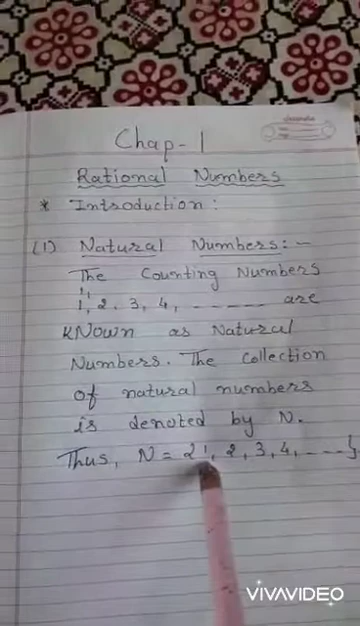 Chap-1
Rational Numbers
* Introduction:
(1) Natural Numbers:-
The Counting Numbers
1, 2, 3, 4, ------ are
kNown as Natural
Numbers. The collection
of natural numbers
is denoted by N.
Thus, N = {1, 2, 3, 4, ---}.
VIVAVIDEO